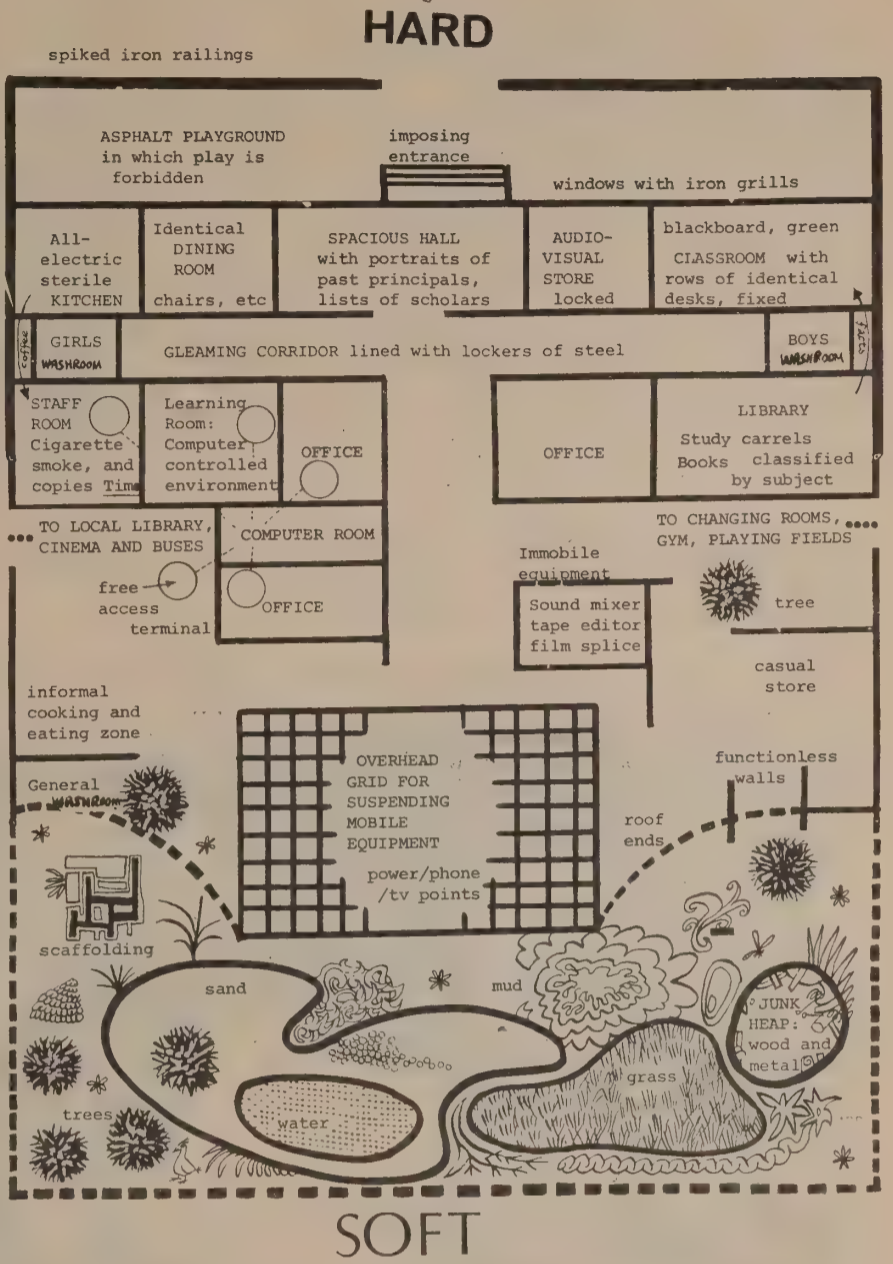 HARD
spiked iron railings
ASPHALT PLAYGROUND
in which play is
forbidden
imposing
entrance
windows with iron grills
All-
electric
sterile
KITCHEN
Identical
DINING
ROOM
chairs, etc
SPACIOUS HALL
with portraits of
past principals,
lists of scholars
AUDIO-
VISUAL
STORE
locked
blackboard, green
CLASSROOM with
rows of identical
desks, fixed
coffee
GIRLS
WASHROOM
GLEAMING CORRIDOR lined with lockers of steel
BOYS
WASHROOM
facts
STAFF
ROOM
Cigarette
smoke, and
copies Time
Learning
Room:
Computer
controlled
environment
OFFICE
OFFICE
LIBRARY
Study carrels
Books classified
by subject
TO LOCAL LIBRARY,
CINEMA AND BUSES
COMPUTER ROOM
TO CHANGING ROOMS,
GYM, PLAYING FIELDS
free
access
terminal
OFFICE
Immobile
equipment
Sound mixer
tape editor
film splice
tree
casual
store
informal
cooking and
eating zone
General
WASHROOM
OVERHEAD
GRID FOR
SUSPENDING
MOBILE
EQUIPMENT
power/phone
/tv points
functionless
walls
roof
ends
scaffolding
sand
mud
JUNK
HEAP:
wood and
metal
grass
water
trees
SOFT